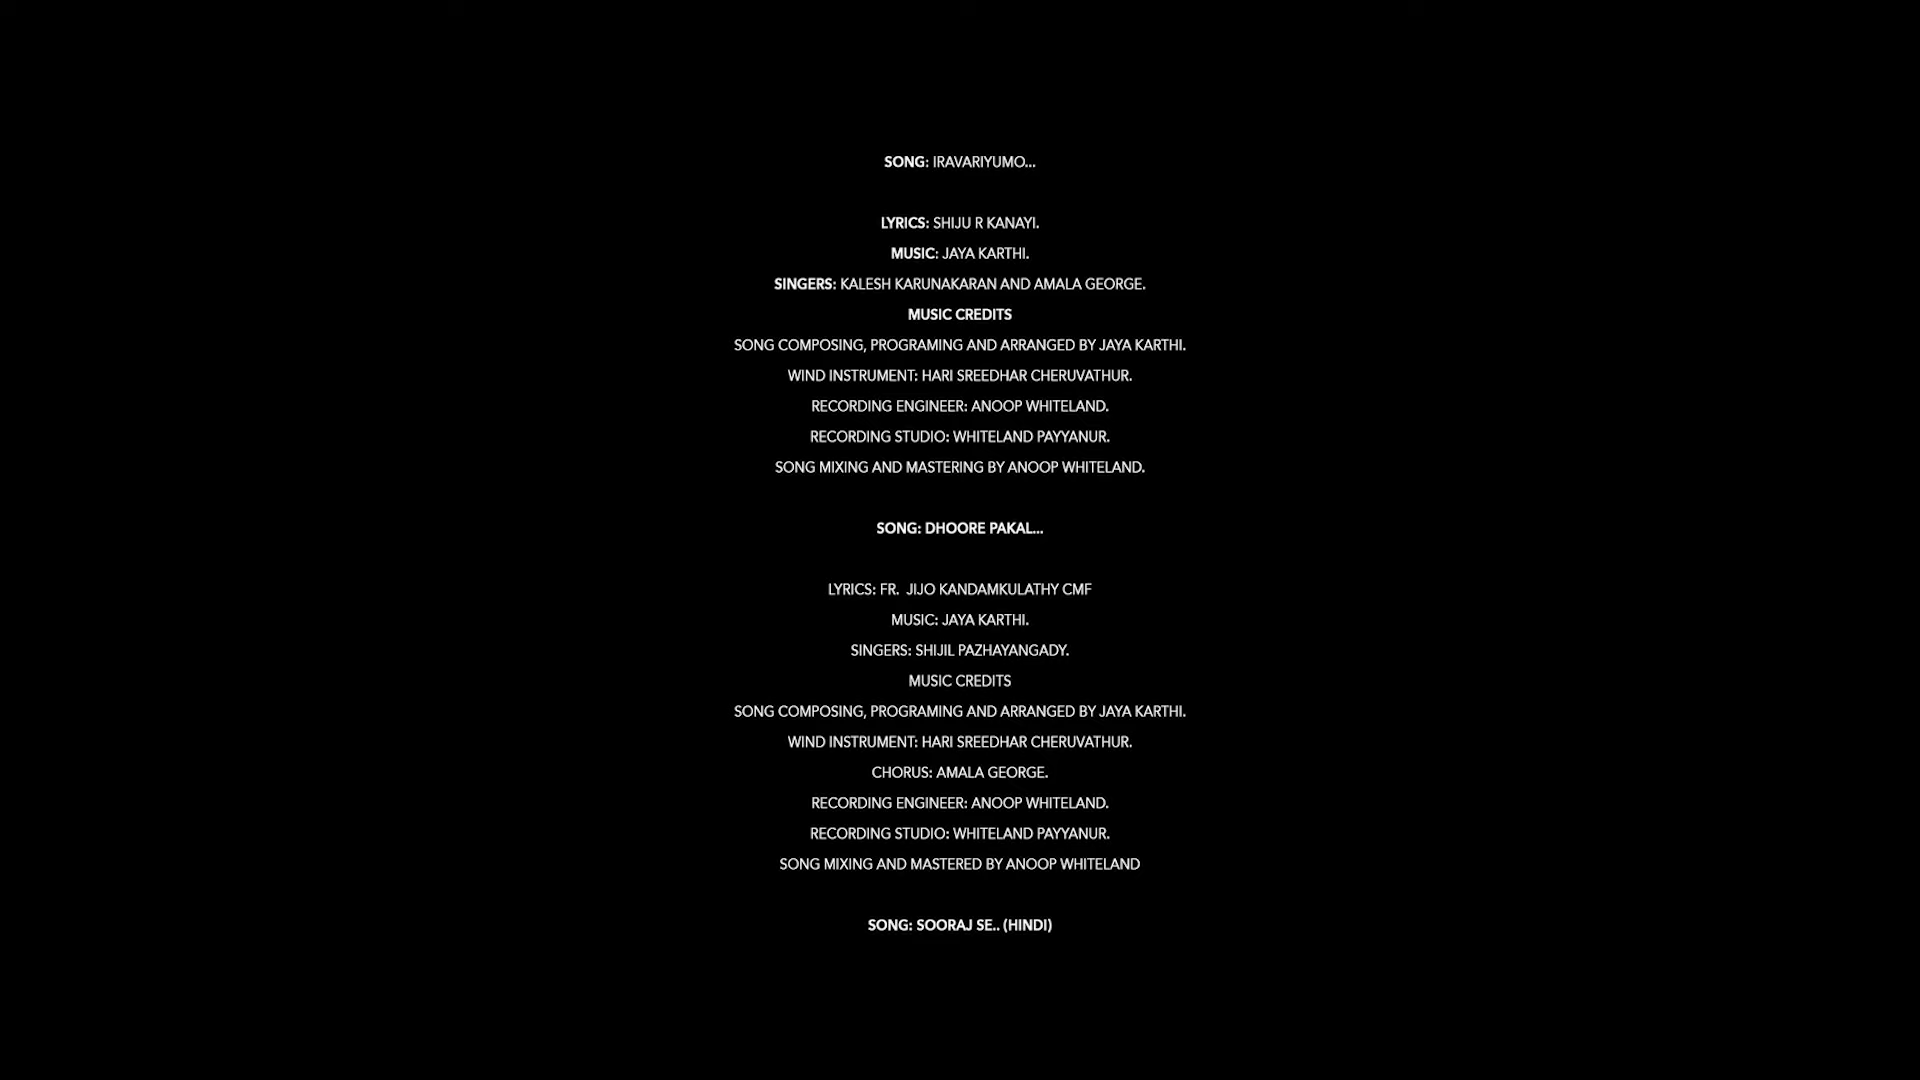 SONG: IRAVARIYUMO...
LYRICS: SHIJU R KANAYI.
MUSIC: JAYA KARTHI.
SINGERS: KALESH KARUNAKARAN AND AMALA GEORGE.
MUSIC CREDITS
SONG COMPOSING, PROGRAMING AND ARRANGED BY JAYA KARTHI.
WIND INSTRUMENT: HARI SREEDHAR CHERUVATHUR.
RECORDING ENGINEER: ANOOP WHITELAND.
RECORDING STUDIO: WHITELAND PAYYANUR.
SONG MIXING AND MASTERING BY ANOOP WHITELAND.
SONG: DHOORE PAKAL...
LYRICS: FR.  JIJO KANDAMKULATHY CMF
MUSIC: JAYA KARTHI.
SINGERS: SHIJIL PAZHAYANGADY.
MUSIC CREDITS
SONG COMPOSING, PROGRAMING AND ARRANGED BY JAYA KARTHI.
WIND INSTRUMENT: HARI SREEDHAR CHERUVATHUR.
CHORUS: AMALA GEORGE.
RECORDING ENGINEER: ANOOP WHITELAND.
RECORDING STUDIO: WHITELAND PAYYANUR.
SONG MIXING AND MASTERED BY ANOOP WHITELAND
SONG: SOORAJ SE.. (HINDI)